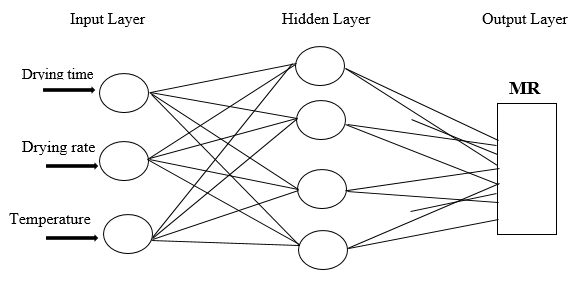 Input Layer
Hidden Layer
Output Layer
Drying time
MR
Drying rate
Temperature